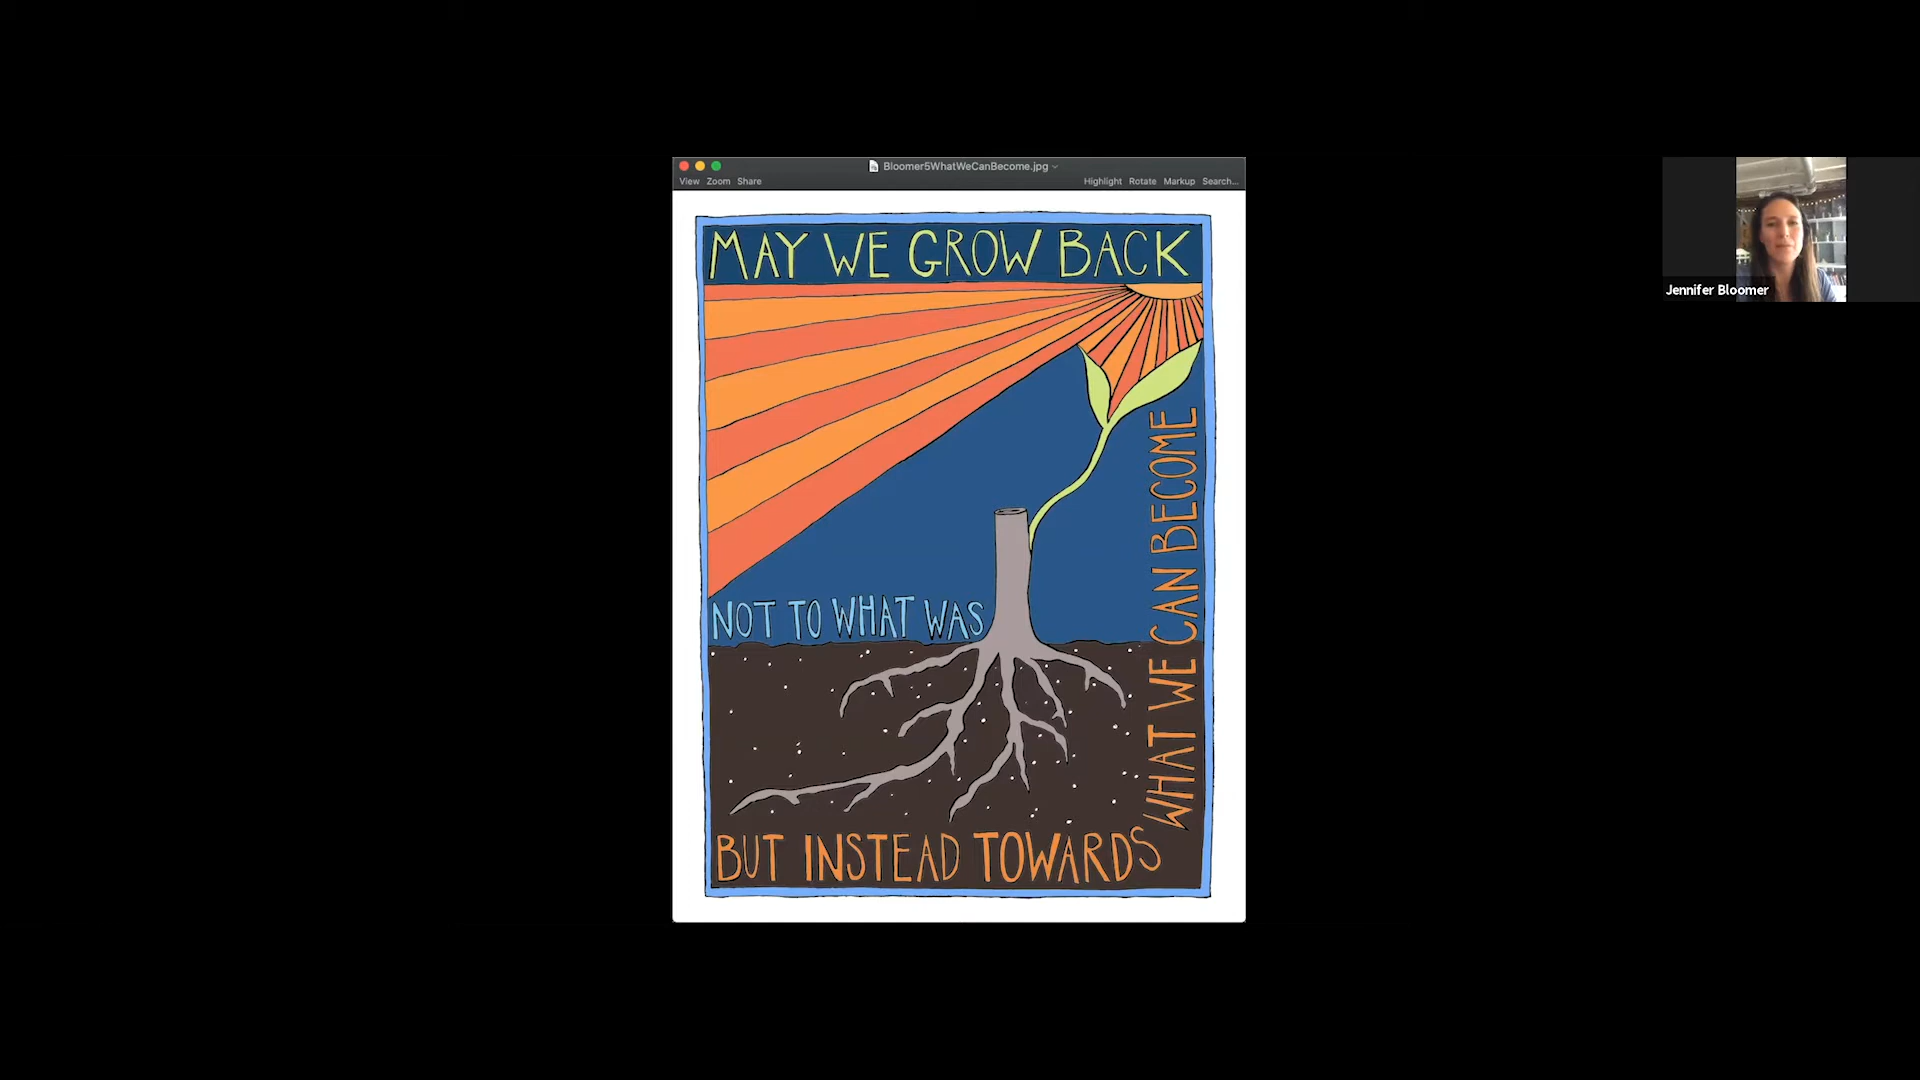 Bloomer5WhatWeCanBecome.jpg
View Zoom Share
Highlight Rotate Markup Search...
MAY WE GROW BACK
NOT TO WHAT WAS
BUT INSTEAD TOWARDS
WHAT WE CAN BECOME
Jennifer Bloomer